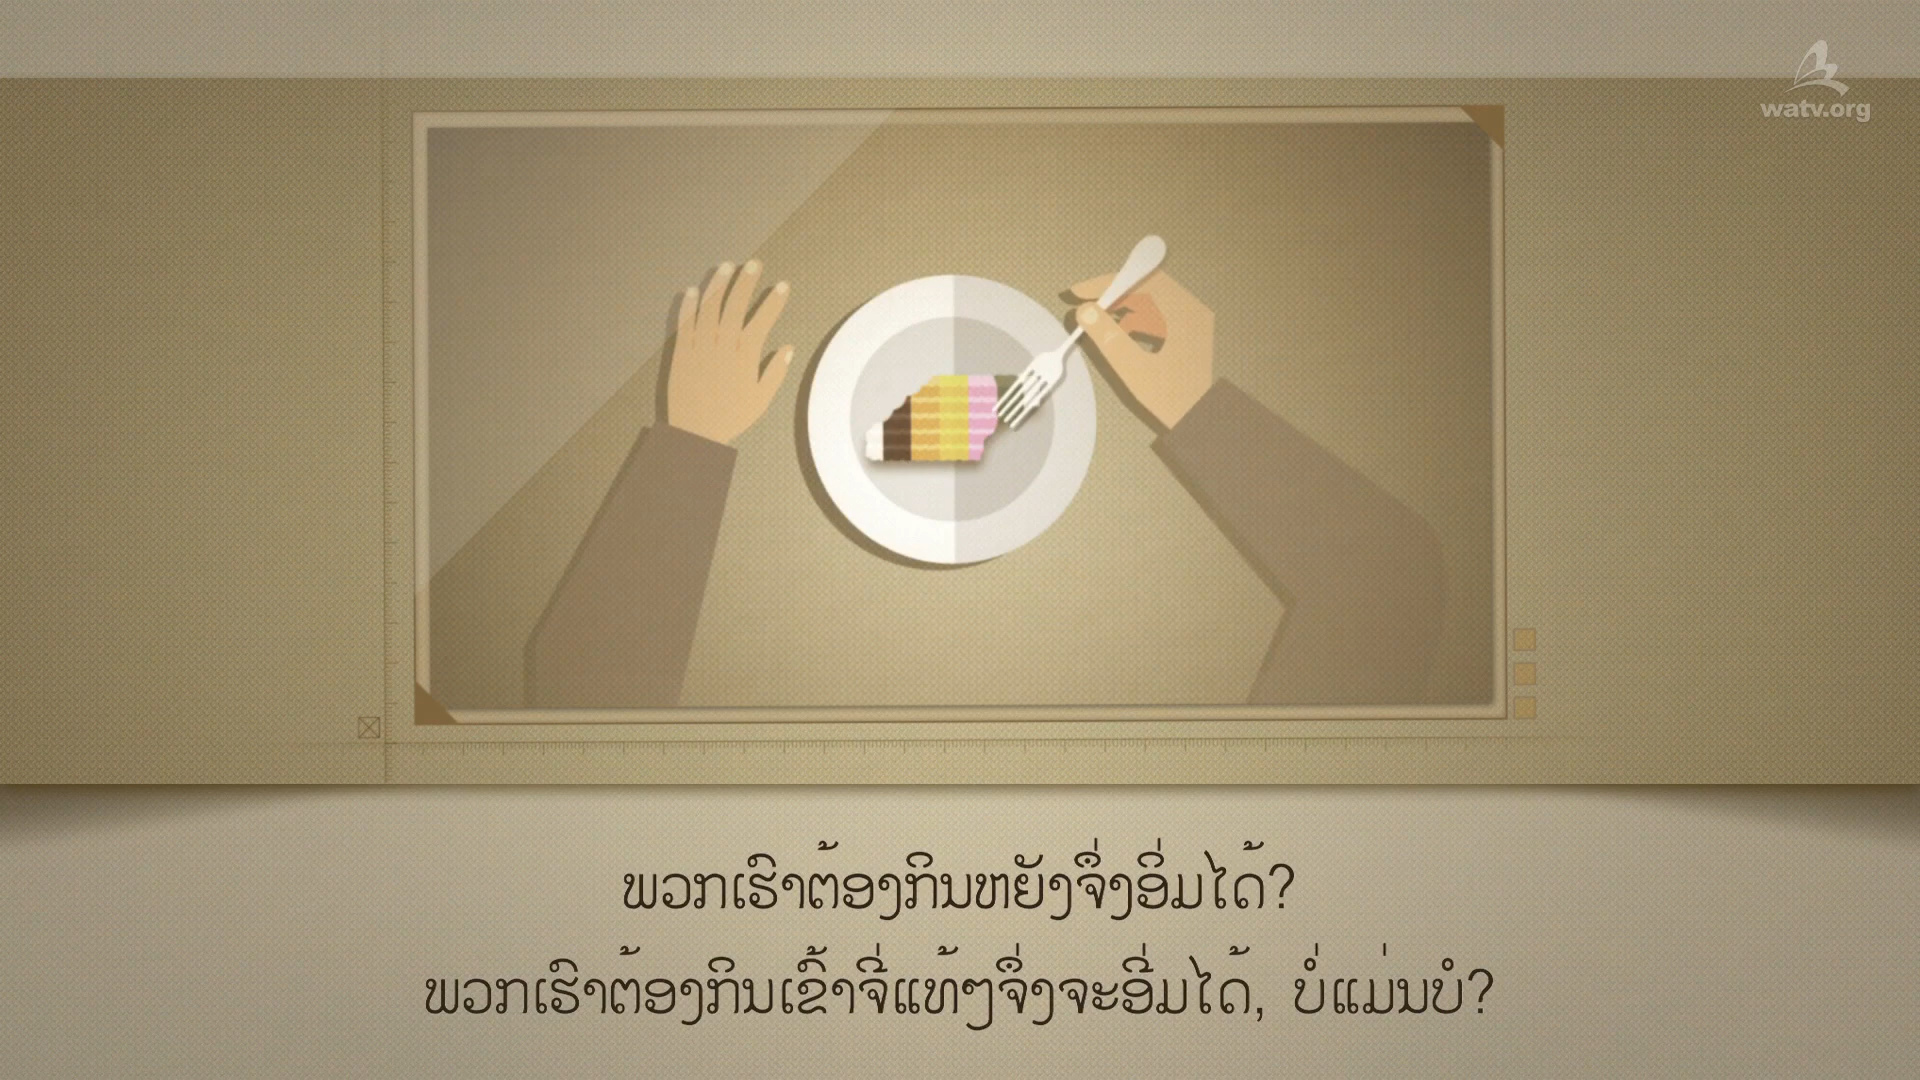 watv.org
ພວກເຮົາຕ້ອງກິນຫຍັງຈຶ່ງອິ່ມໄດ້?
ພວກເຮົາຕ້ອງກິນເຂົ້າຈີ່ແທ້ໆຈຶ່ງຈະອີ່ມໄດ້, ບໍ່ແມ່ນບໍ?